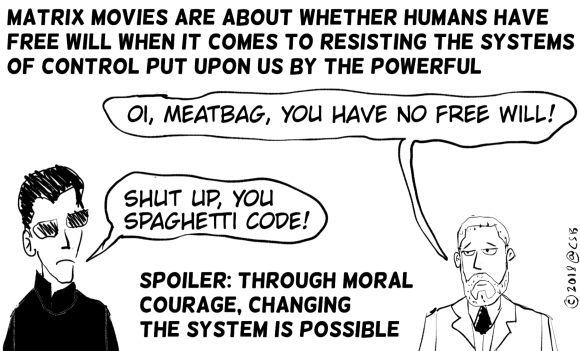 MATRIX MOVIES ARE ABOUT WHETHER HUMANS HAVE
FREE WILL WHEN IT COMES TO RESISTING THE SYSTEMS
OF CONTROL PUT UPON US BY THE POWERFUL
OI, MEATBAG, YOU HAVE NO FREE WILL!
SHUT UP, YOU
SPAGHETTI CODE!
SPOILER: THROUGH MORAL
COURAGE, CHANGING
THE SYSTEM IS POSSIBLE
© 2018 @CSB